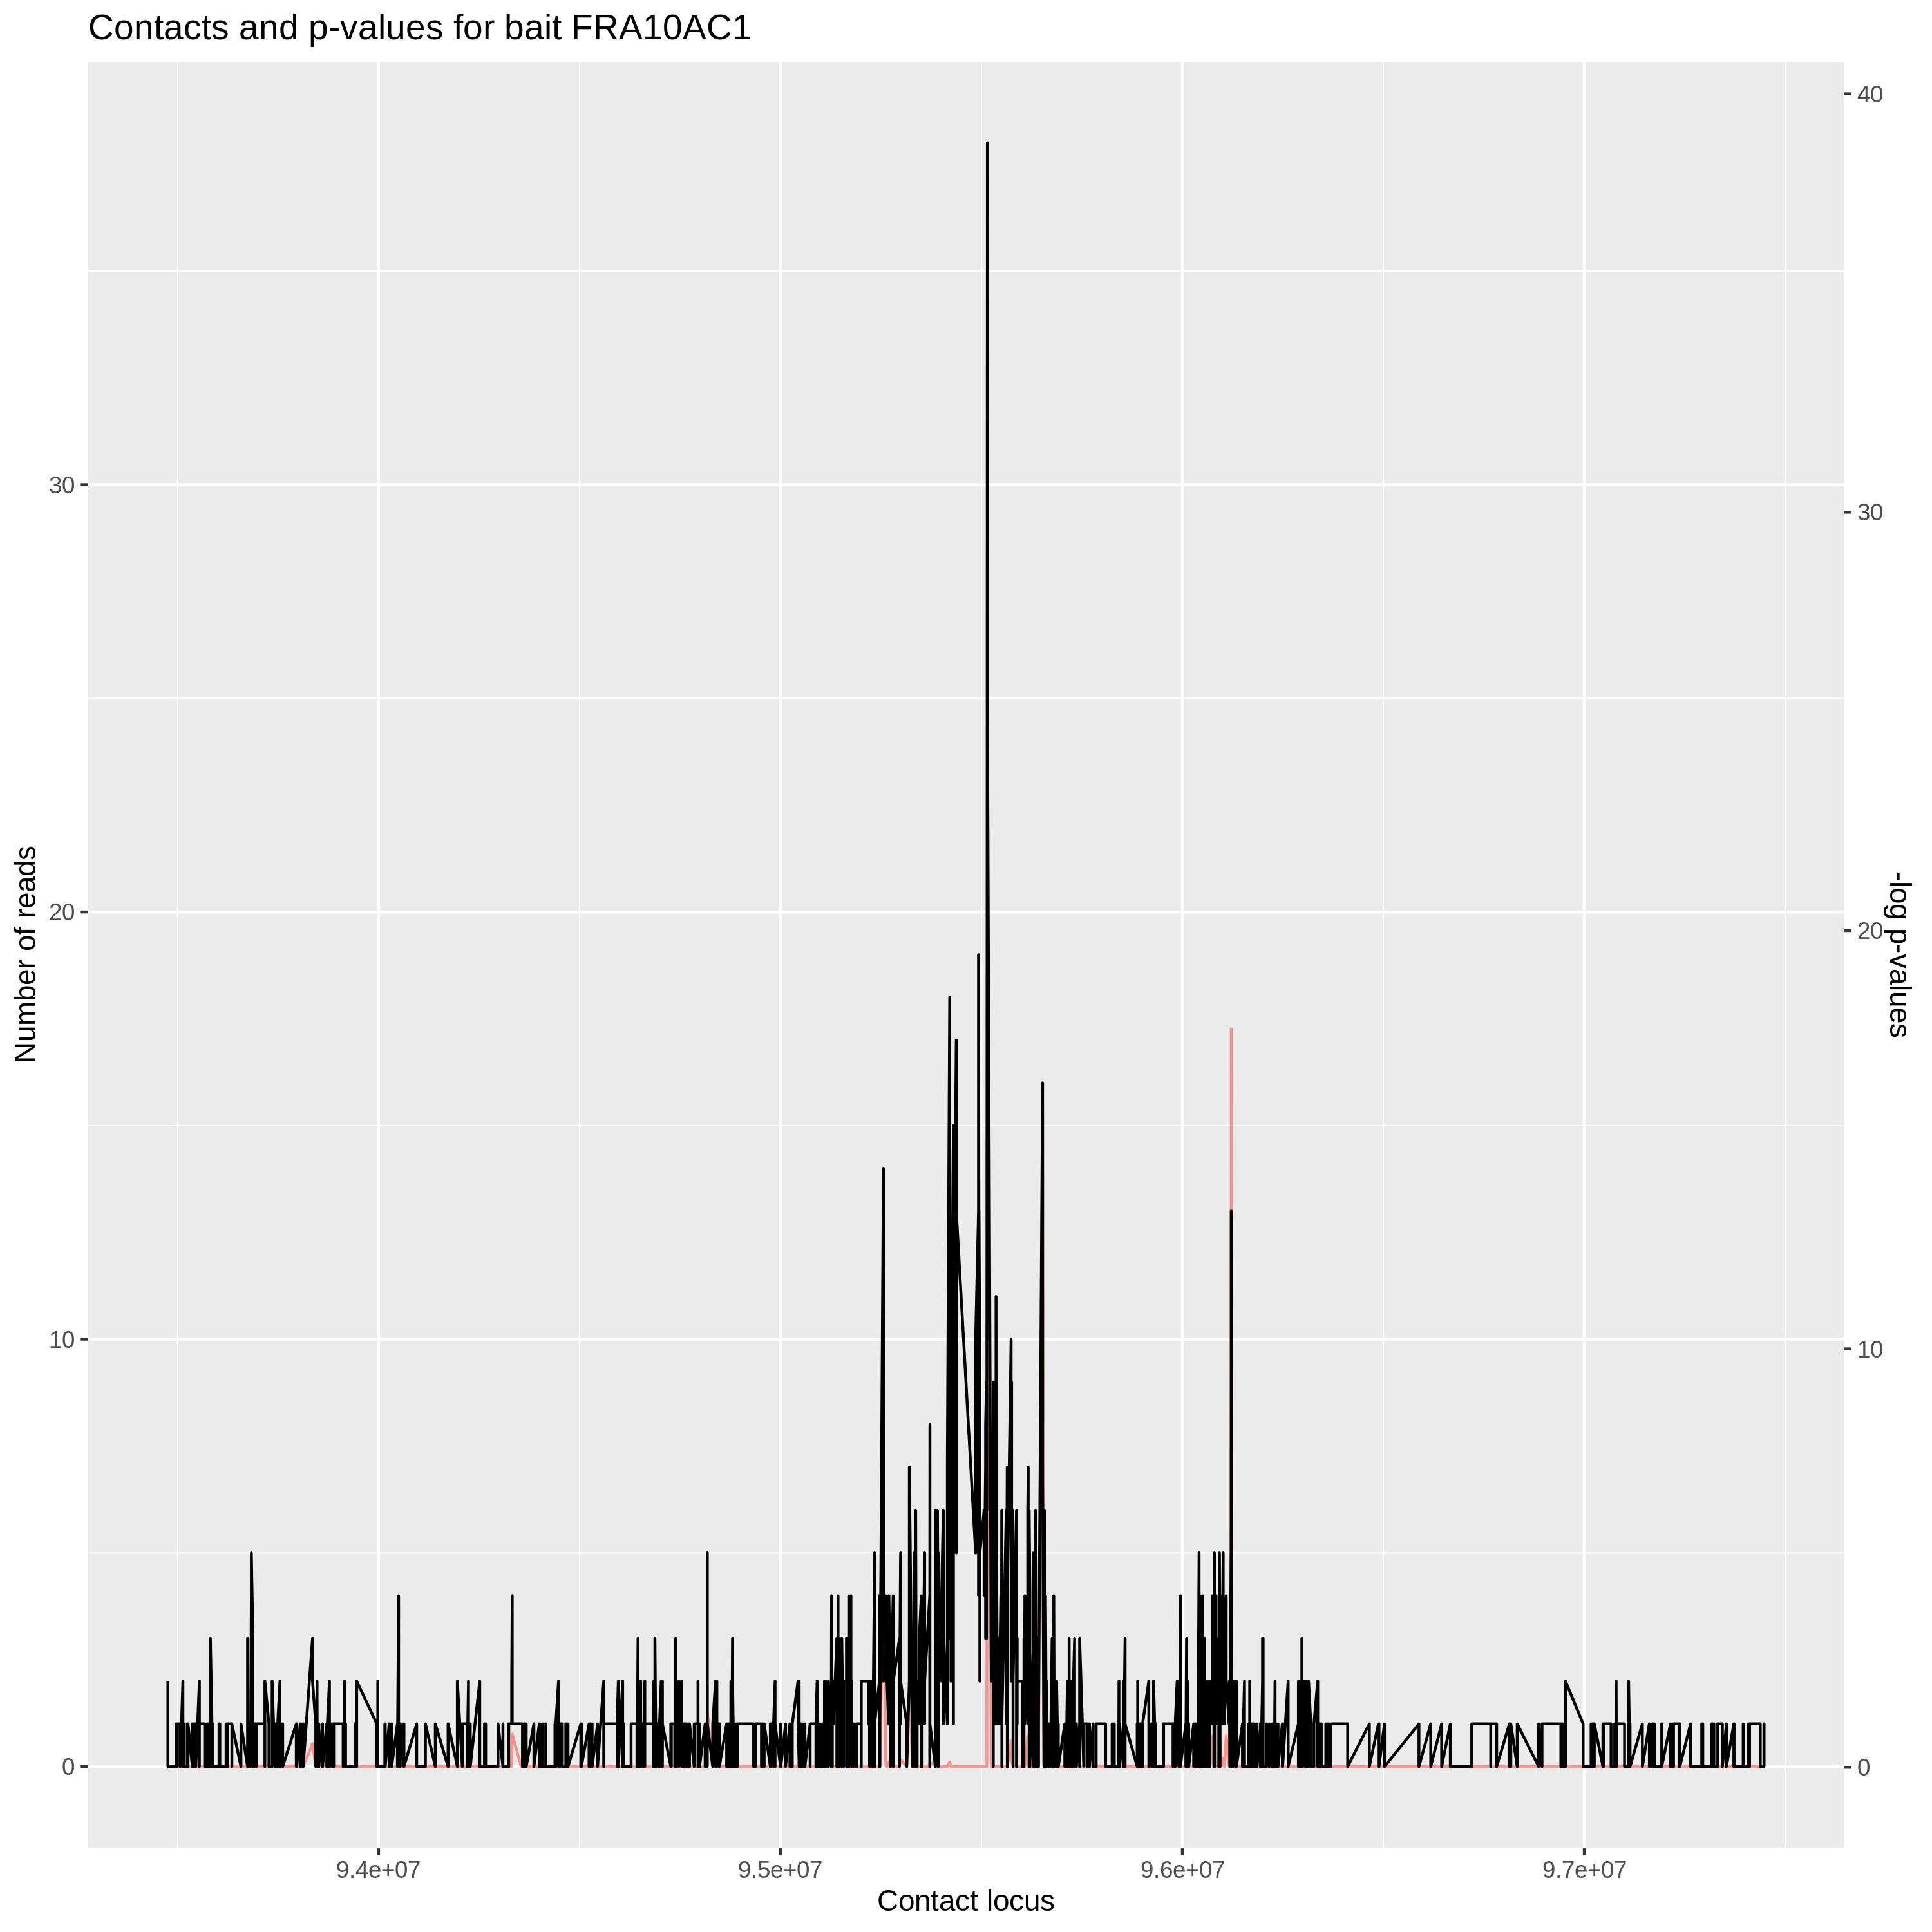 Contacts and p-values for bait FRA10AC1
40
30
30
20
20
10
10
0
0
Number of reads
-log p-values
9.4e+07
9.5e+07
9.6e+07
9.7e+07
Contact locus